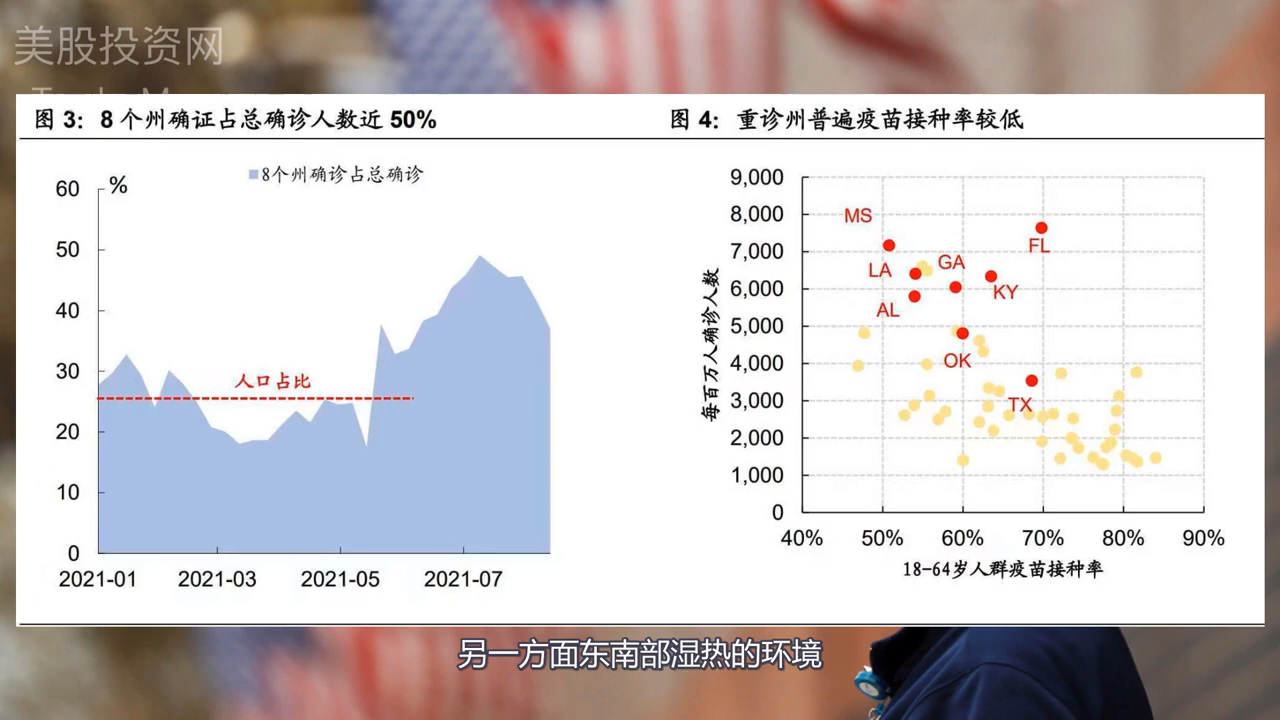 美股投资网
图 3：8 个州确证占总确诊人数近 50%
%
8个州确诊占总确诊
60
50
40
30
20
10
0
人口占比
2021-01 2021-03 2021-05 2021-07
图 4：重诊州普遍疫苗接种率较低
每百万人确诊人数
9,000
8,000
7,000
6,000
5,000
4,000
3,000
2,000
1,000
0
MS
FL
LA
GA
KY
AL
OK
TX
40% 50% 60% 70% 80% 90%
18-64岁人群疫苗接种率
另一方面东南部湿热的环境